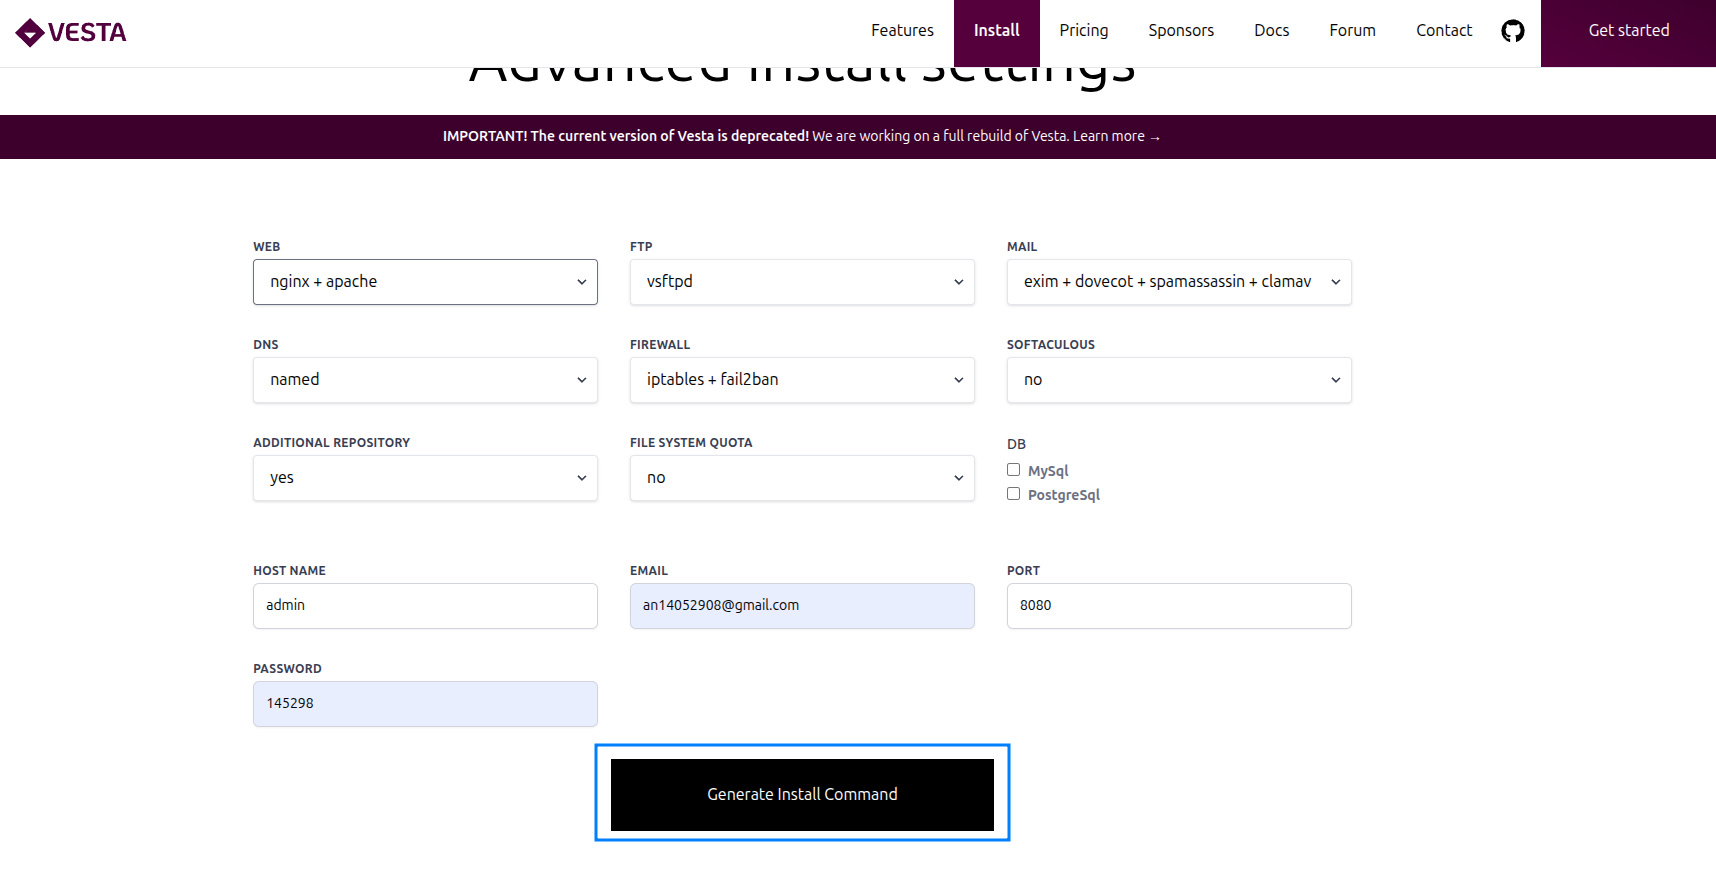 VESTA
Features Install Pricing Sponsors Docs Forum Contact Get started
Advanced install settings
IMPORTANT! The current version of Vesta is deprecated! We are working on a full rebuild of Vesta. Learn more →
WEB FTP MAIL
nginx + apache vsftpd exim + dovecot + spamassassin + clamav
DNS FIREWALL SOFTACULOUS
named iptables + fail2ban no
ADDITIONAL REPOSITORY FILE SYSTEM QUOTA DB
yes no MySql
PostgreSql
HOST NAME EMAIL PORT
admin an14052908@gmail.com 8080
PASSWORD
145298
Generate Install Command